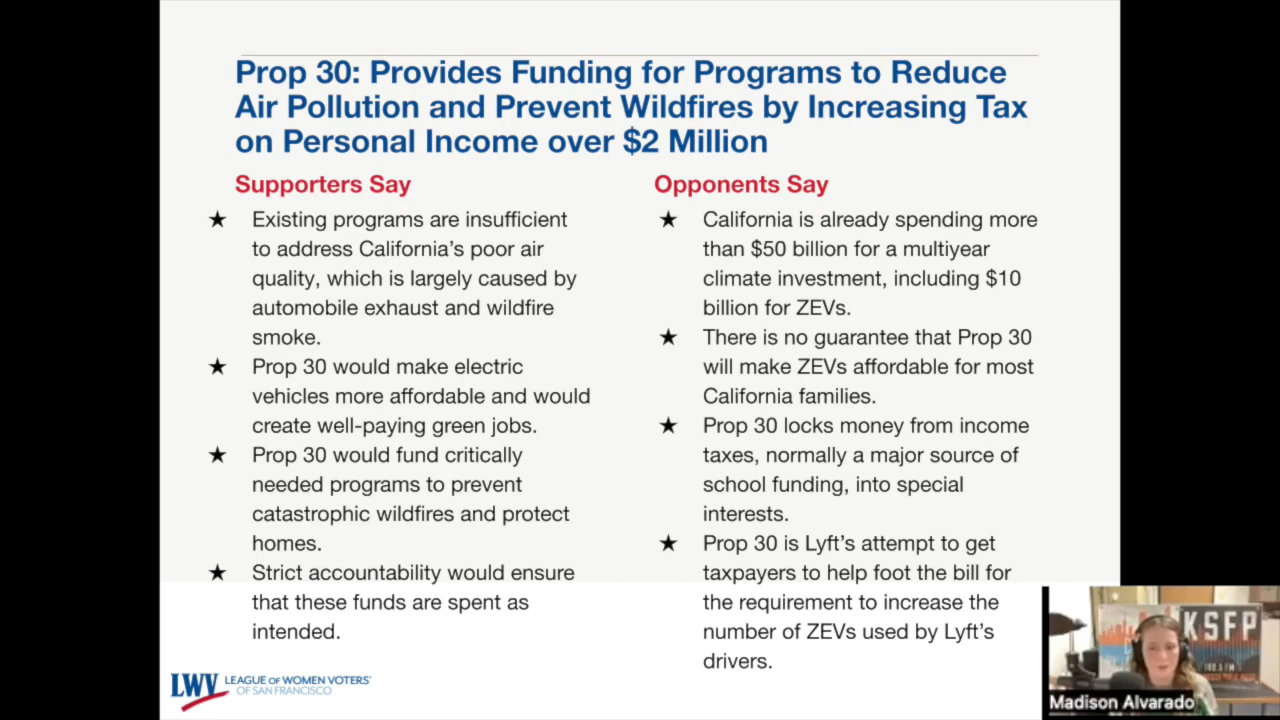 Prop 30: Provides Funding for Programs to Reduce
Air Pollution and Prevent Wildfires by Increasing Tax
on Personal Income over $2 Million
Supporters Say
★ Existing programs are insufficient
to address California's poor air
quality, which is largely caused by
automobile exhaust and wildfire
smoke.
★ Prop 30 would make electric
vehicles more affordable and would
create well-paying green jobs.
★ Prop 30 would fund critically
needed programs to prevent
catastrophic wildfires and protect
homes.
★ Strict accountability would ensure
that these funds are spent as
intended.
Opponents Say
★ California is already spending more
than $50 billion for a multiyear
climate investment, including $10
billion for ZEVs.
★ There is no guarantee that Prop 30
will make ZEVs affordable for most
California families.
★ Prop 30 locks money from income
taxes, normally a major source of
school funding, into special
interests.
★ Prop 30 is Lyft's attempt to get
taxpayers to help foot the bill for
the requirement to increase the
number of ZEVs used by Lyft's
drivers.
LWV LEAGUE OF WOMEN VOTERS®
OF SAN FRANCISCO
KSFP
Madison Alvarado